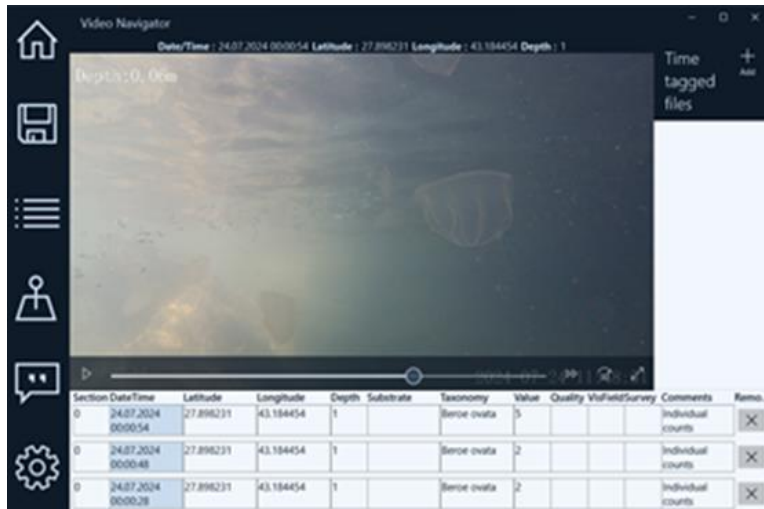 Video Navigator
Date/Time : 24.07.2024 00:00:54 Latitude : 27.898231 Longitude : 43.184454 Depth : 1
Time
tagged
files
Add
Depth:0.00m
Section DateTime Latitude Longitude Depth Substrate Taxonomy Value Quality VisField Survey Comments Remo.
0 24.07.2024 27.898231 43.184454 1 Beroe ovata 5 Individual
00:00:54 counts
0 24.07.2024 27.898231 43.184454 1 Beroe ovata 2 Individual
00:00:48 counts
0 24.07.2024 27.898231 43.184454 1 Beroe ovata 2 Individual
00:00:28 counts